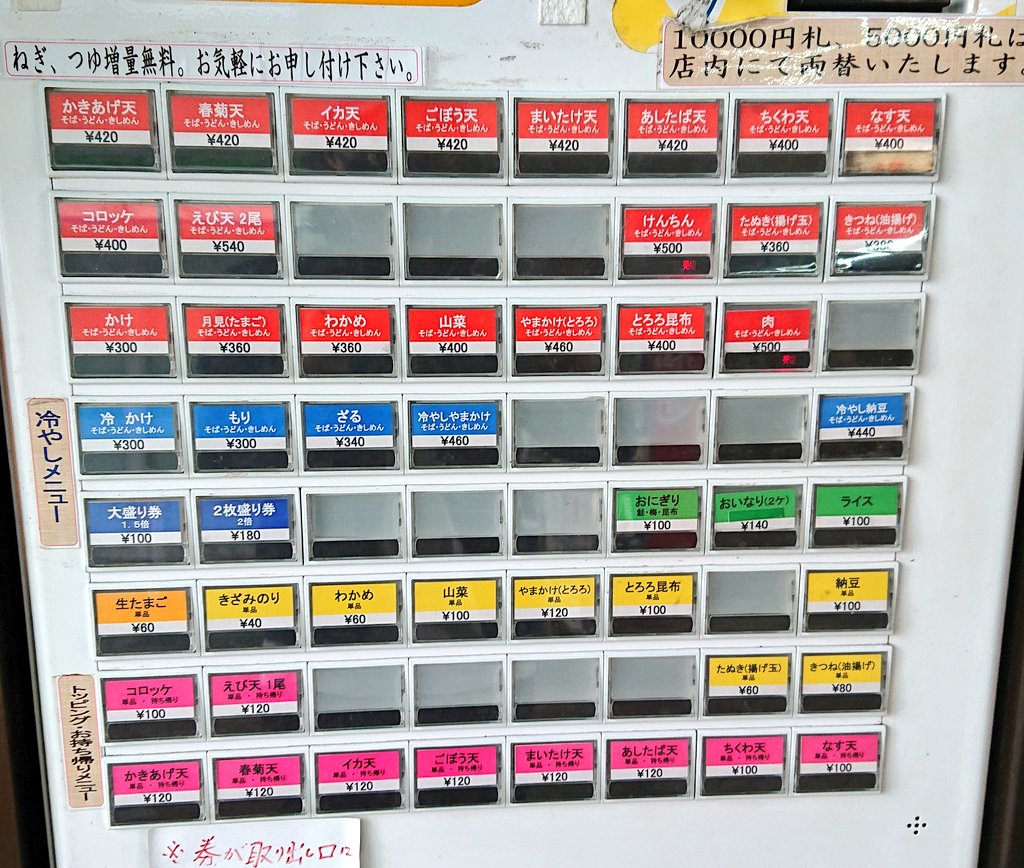 ねぎ、つゆ増量無料。お気軽にお申し付け下さい。
10000円札、5000円札は
店内にて両替いたします。
かきあげ天
そば・うどん・きしめん
¥420
春菊天
そば・うどん・きしめん
¥420
イカ天
そば・うどん・きしめん
¥420
ごぼう天
そば・うどん・きしめん
¥420
まいたけ天
そば・うどん・きしめん
¥420
あしたば天
そば・うどん・きしめん
¥420
ちくわ天
そば・うどん・きしめん
¥400
なす天
そば・うどん・きしめん
¥400
コロッケ
そば・うどん・きしめん
¥400
えび天 2尾
そば・うどん・きしめん
¥540
けんちん
そば・うどん・きしめん
¥500
売切
たぬき(揚げ玉)
そば・うどん・きしめん
¥360
きつね(油揚げ)
そば・うどん・きしめん
かけ
そば・うどん・きしめん
¥300
月見(たまご)
そば・うどん・きしめん
¥360
わかめ
そば・うどん・きしめん
¥360
山菜
そば・うどん・きしめん
¥400
やまかけ(とろろ)
そば・うどん・きしめん
¥460
とろろ昆布
そば・うどん・きしめん
¥400
肉
そば・うどん・きしめん
¥500
売切
冷やしメニュー
冷 かけ
そば・うどん・きしめん
¥300
もり
そば・うどん・きしめん
¥300
ざる
そば・うどん・きしめん
¥340
冷やしやまかけ
そば・うどん・きしめん
¥460
冷やし納豆
そば・うどん・きしめん
¥440
大盛り券
1.5倍
¥100
2枚盛り券
2倍
¥180
おにぎり
鮭・梅・昆布
¥100
おいなり(2ケ)
¥140
ライス
¥100
生たまご
単品
¥60
きざみのり
単品
¥40
わかめ
単品
¥60
山菜
単品
¥100
やまかけ(とろろ)
単品
¥120
とろろ昆布
単品
¥100
納豆
単品
¥100
トッピング・お持ち帰りメニュー
コロッケ
単品・持ち帰り
¥100
えび天 1尾
単品・持ち帰り
¥120
たぬき(揚げ玉)
単品
¥60
きつね(油揚げ)
単品
¥80
かきあげ天
単品・持ち帰り
¥120
春菊天
単品・持ち帰り
¥120
イカ天
単品・持ち帰り
¥120
ごぼう天
単品・持ち帰り
¥120
まいたけ天
単品・持ち帰り
¥120
あしたば天
単品・持ち帰り
¥120
ちくわ天
単品・持ち帰り
¥100
なす天
単品・持ち帰り
¥100
※券が取り出し口に